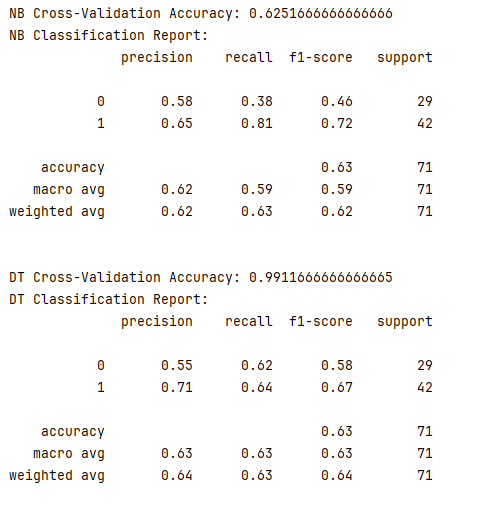 NB Cross-Validation Accuracy: 0.6251666666666666
NB Classification Report:
              precision    recall  f1-score   support

           0       0.58      0.38      0.46        29
           1       0.65      0.81      0.72        42

    accuracy                           0.63        71
   macro avg       0.62      0.59      0.59        71
weighted avg       0.62      0.63      0.62        71

DT Cross-Validation Accuracy: 0.9911666666666665
DT Classification Report:
              precision    recall  f1-score   support

           0       0.55      0.62      0.58        29
           1       0.71      0.64      0.67        42

    accuracy                           0.63        71
   macro avg       0.63      0.63      0.63        71
weighted avg       0.64      0.63      0.64        71